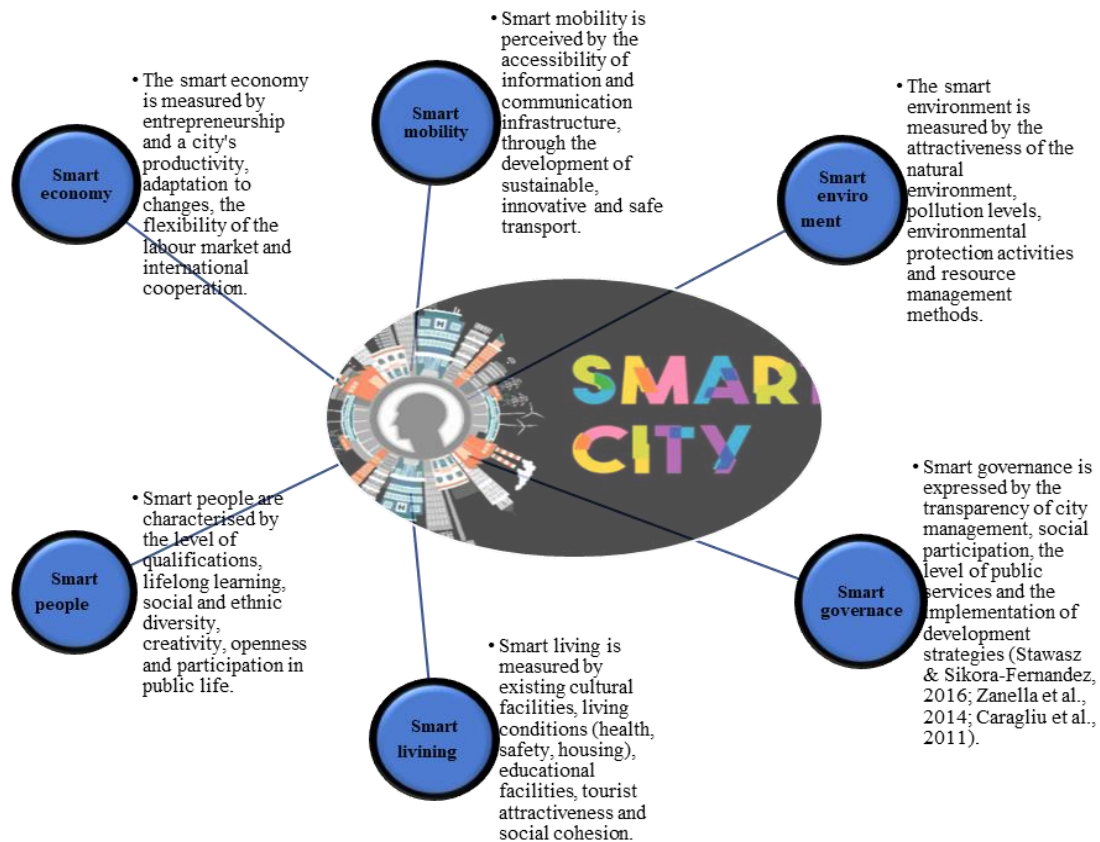 Smart
economy
• The smart economy
is measured by
entrepreneurship
and a city's
productivity,
adaptation to
changes, the
flexibility of the
labour market and
international
cooperation.
Smart
mobility
• Smart mobility is
perceived by the
accessibility of
information and
communication
infrastructure,
through the
development of
sustainable,
innovative and safe
transport.
Smart
enviro
ment
• The smart
environment is
measured by the
attractiveness of the
natural
environment,
pollution levels,
environmental
protection activities
and resource
management
methods.
SMART
CITY
Smart
people
• Smart people are
characterised by
the level of
qualifications,
lifelong learning,
social and ethnic
diversity,
creativity, openness
and participation in
public life.
Smart
livining
• Smart living is
measured by
existing cultural
facilities, living
conditions (health,
safety, housing),
educational
facilities, tourist
attractiveness and
social cohesion.
Smart
governace
• Smart governance is
expressed by the
transparency of city
management, social
participation, the
level of public
services and the
implementation of
development
strategies (Stawasz
& Sikora-Fernandez,
2016; Zanella et al.,
2014; Caragliu et al.,
2011).